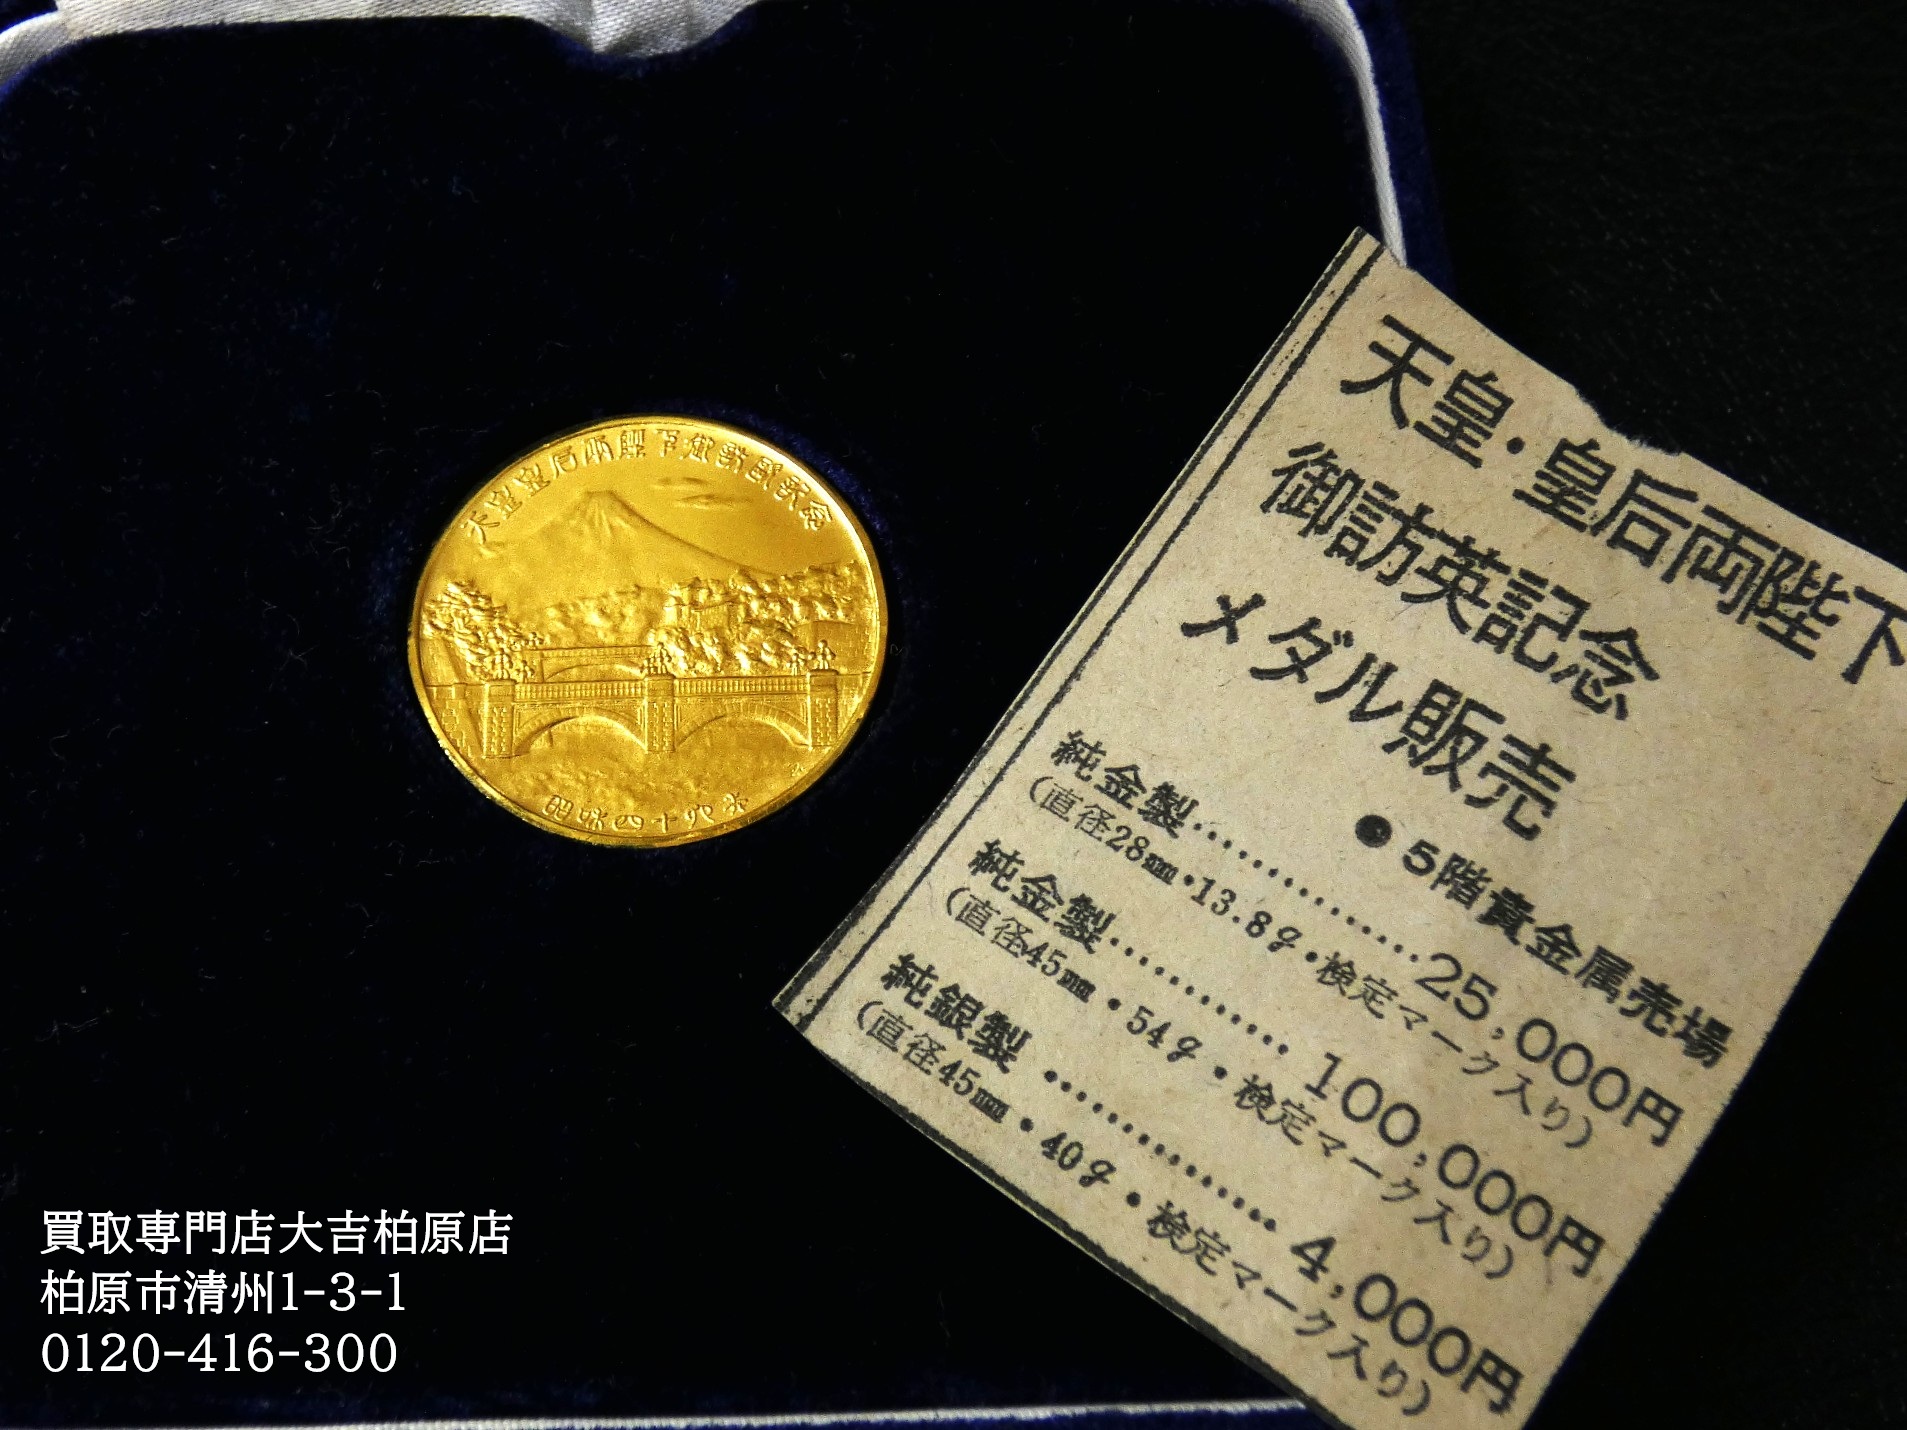 天皇皇后両陛下御訪欧記念
昭和四十六年
天皇・皇后両陛下
御訪英記念
メダル販売
●5階貴金属売場
純金製……………25,000円
(直径28㎜・13.8g・検定マーク入り)
純金製……………100,000円
(直径45㎜・54g・検定マーク入り)
純銀製……………4,000円
(直径45㎜・40g・検定マーク入り)
買取専門店大吉柏原店
柏原市清州1-3-1
0120-416-300